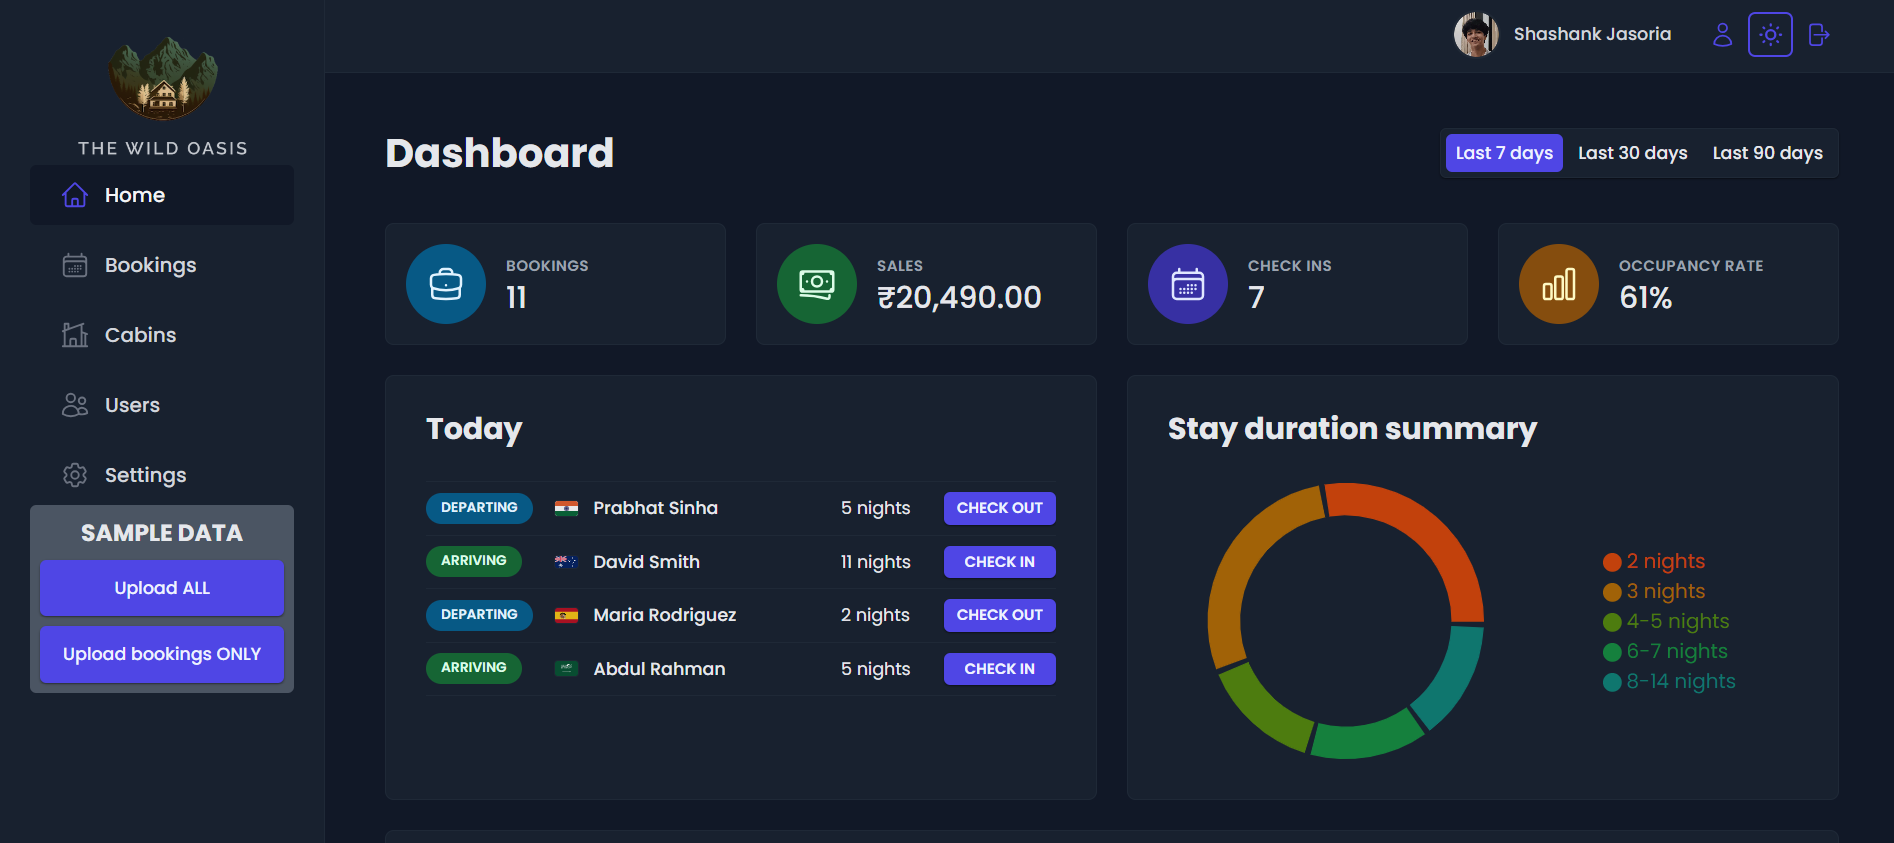 THE WILD OASIS
Home
Bookings
Cabins
Users
Settings
SAMPLE DATA
Upload ALL
Upload bookings ONLY
Shashank Jasoria
Dashboard
Last 7 days Last 30 days Last 90 days
BOOKINGS
11
SALES
₹20,490.00
CHECK INS
7
OCCUPANCY RATE
61%
Today
DEPARTING Prabhat Sinha 5 nights CHECK OUT
ARRIVING David Smith 11 nights CHECK IN
DEPARTING Maria Rodriguez 2 nights CHECK OUT
ARRIVING Abdul Rahman 5 nights CHECK IN
Stay duration summary
2 nights
3 nights
4-5 nights
6-7 nights
8-14 nights